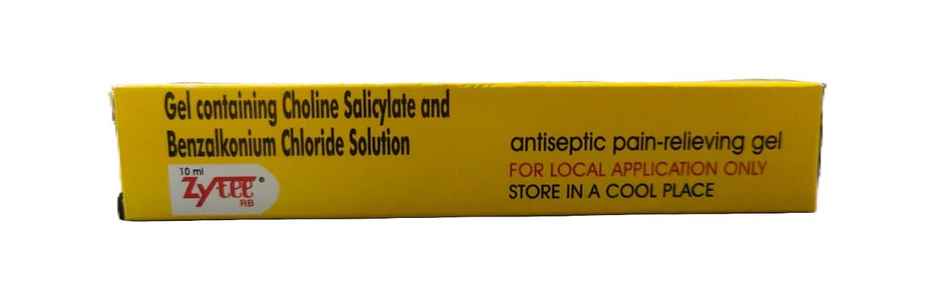 Gel containing Choline Salicylate and
Benzalkonium Chloride Solution
10 ml
Zytee®
RB
antiseptic pain-relieving gel
FOR LOCAL APPLICATION ONLY
STORE IN A COOL PLACE